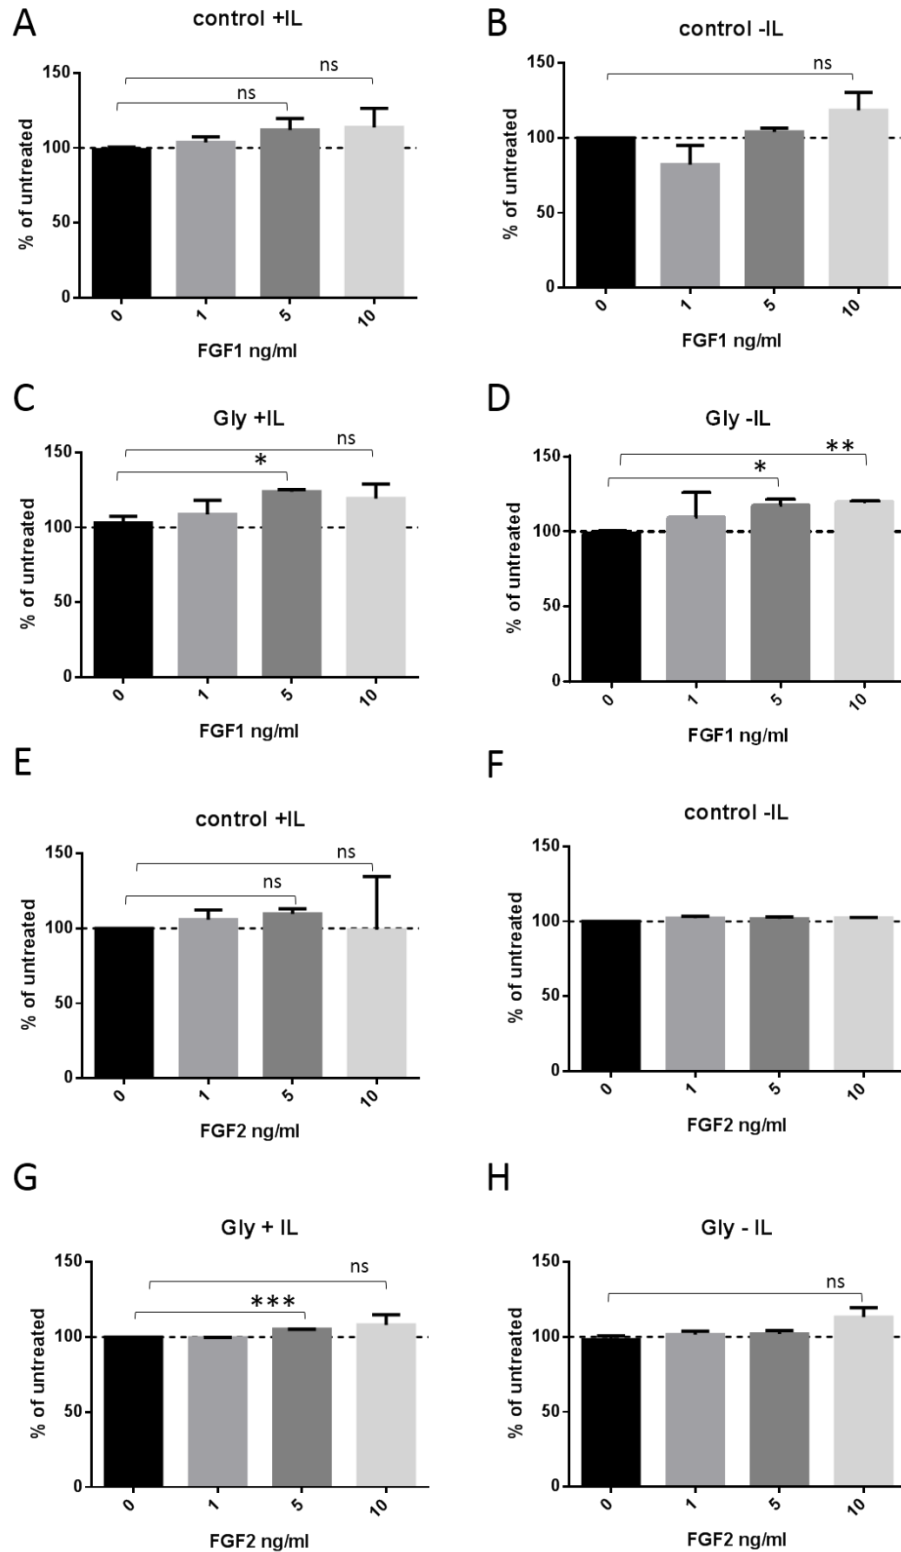 A
control +IL
ns
ns
150
100
50
0
% of untreated
0
1
5
10
FGF1 ng/ml
B
control -IL
ns
150
100
50
0
% of untreated
0
1
5
10
FGF1 ng/ml
C
Gly +IL
ns
*
150
100
50
0
% of untreated
0
1
5
10
FGF1 ng/ml
D
Gly -IL
**
*
150
100
50
0
% of untreated
0
1
5
10
FGF1 ng/ml
E
control +IL
ns
ns
150
100
50
0
% of untreated
0
1
5
10
FGF2 ng/ml
F
control -IL
150
100
50
0
% of untreated
0
1
5
10
FGF2 ng/ml
G
Gly + IL
ns
***
150
100
50
0
% of untreated
0
1
5
10
FGF2 ng/ml
H
Gly - IL
ns
150
100
50
0
% of untreated
0
1
5
10
FGF2 ng/ml